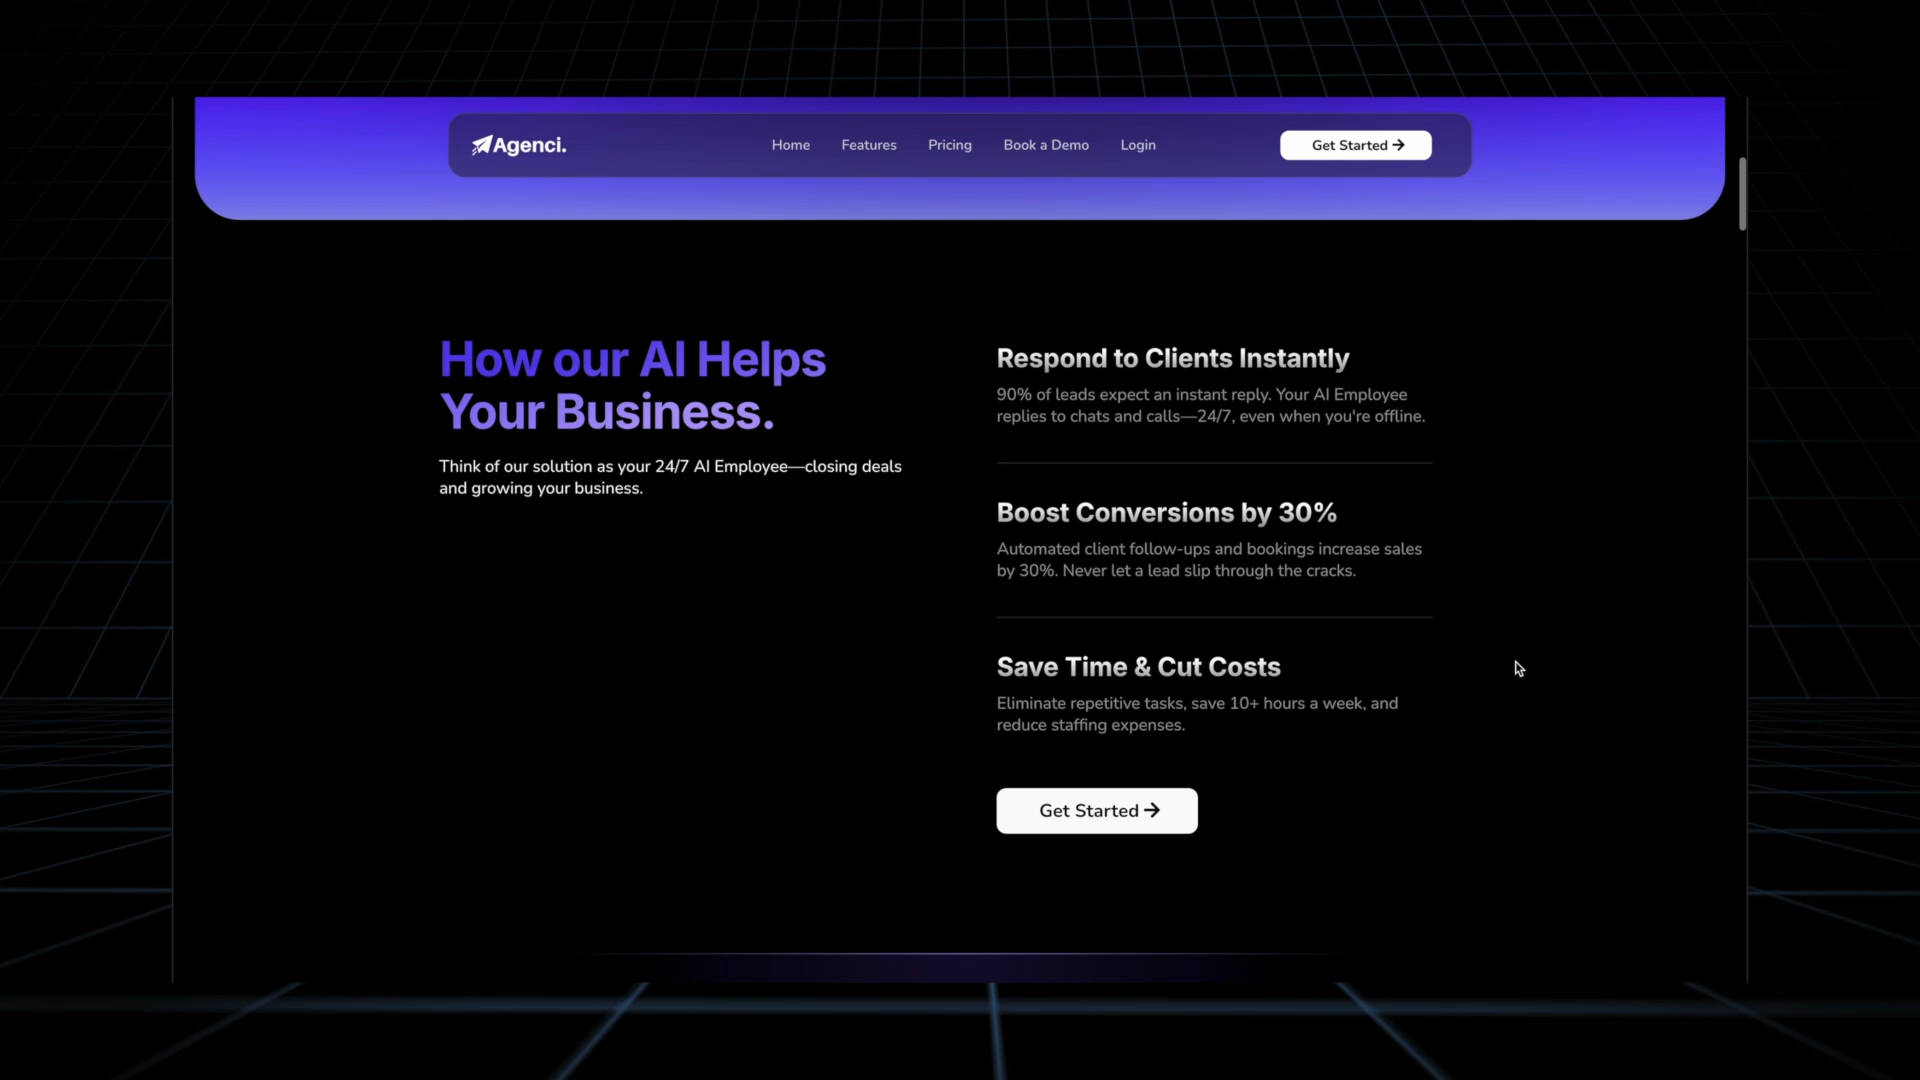 Agenci.
Home
Features
Pricing
Book a Demo
Login
Get Started
How our AI Helps
Your Business.
Think of our solution as your 24/7 AI Employee—closing deals
and growing your business.
Respond to Clients Instantly
90% of leads expect an instant reply. Your AI Employee
replies to chats and calls—24/7, even when you're offline.
Boost Conversions by 30%
Automated client follow-ups and bookings increase sales
by 30%. Never let a lead slip through the cracks.
Save Time & Cut Costs
Eliminate repetitive tasks, save 10+ hours a week, and
reduce staffing expenses.
Get Started